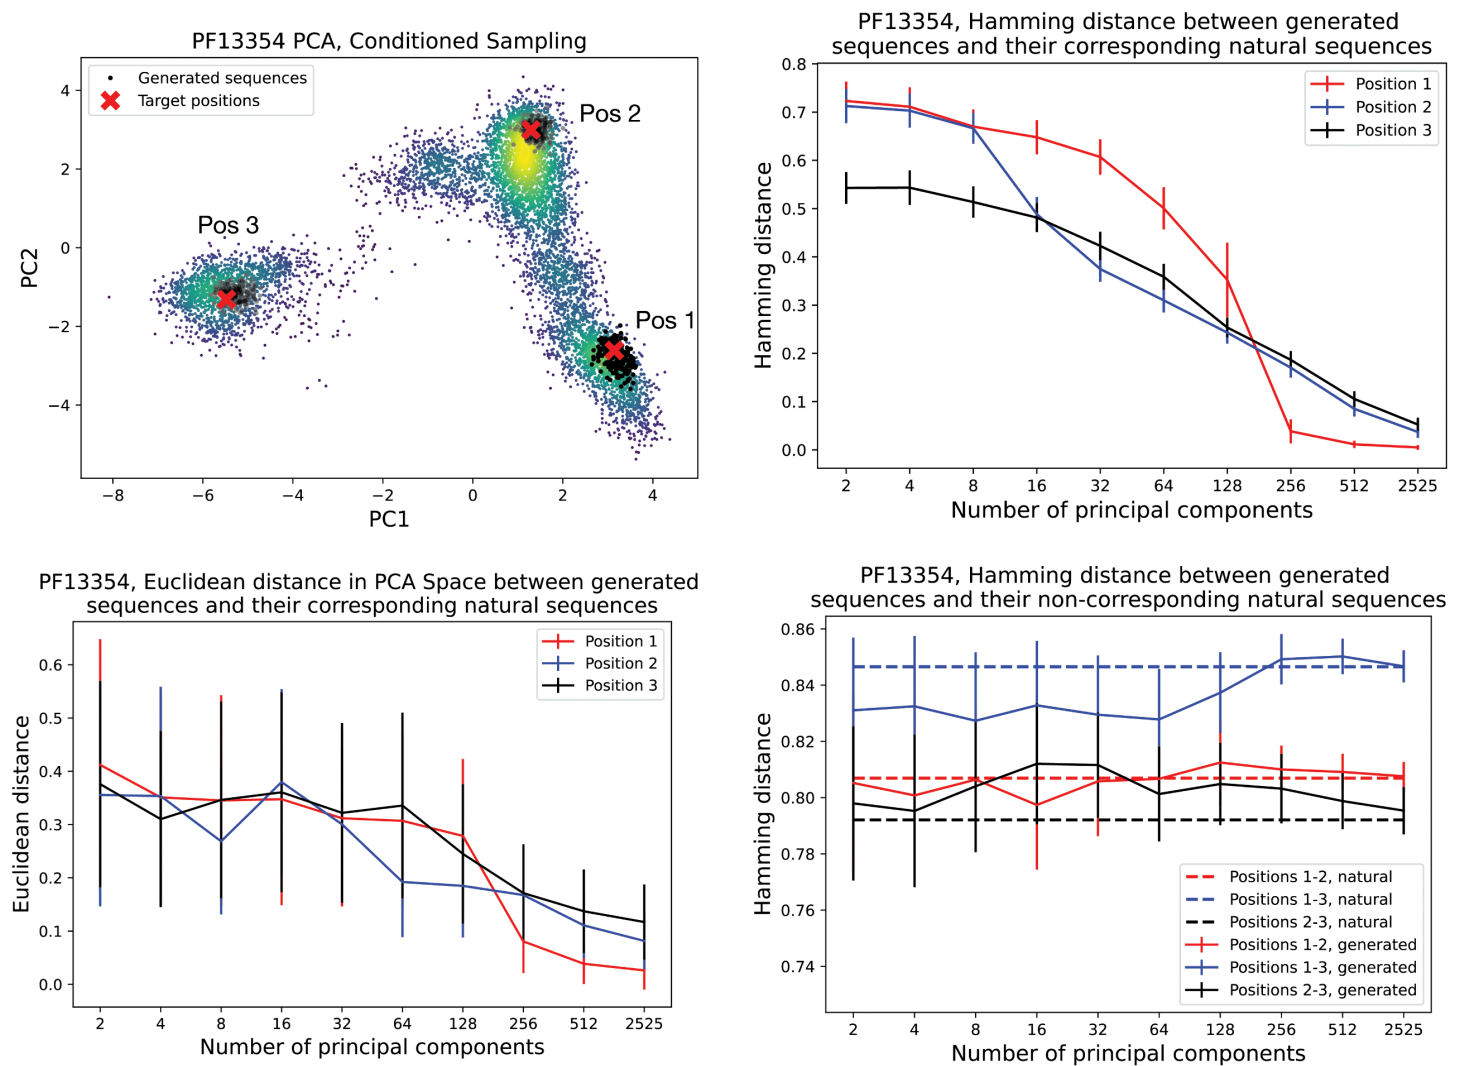 PF13354 PCA, Conditioned Sampling
Generated sequences
Target positions
Pos 2
Pos 3
Pos 1
4
2
0
−2
−4
PC2
−8 −6 −4 −2 0 2 4
PC1
PF13354, Hamming distance between generated
sequences and their corresponding natural sequences
Position 1
Position 2
Position 3
0.8
0.7
0.6
0.5
0.4
0.3
0.2
0.1
0.0
Hamming distance
2 4 8 16 32 64 128 256 512 2525
Number of principal components
PF13354, Euclidean distance in PCA Space between generated
sequences and their corresponding natural sequences
Position 1
Position 2
Position 3
0.6
0.5
0.4
0.3
0.2
0.1
0.0
Euclidean distance
2 4 8 16 32 64 128 256 512 2525
Number of principal components
PF13354, Hamming distance between generated
sequences and their non-corresponding natural sequences
0.86
0.84
0.82
0.80
0.78
0.76
0.74
Hamming distance
Positions 1-2, natural
Positions 1-3, natural
Positions 2-3, natural
Positions 1-2, generated
Positions 1-3, generated
Positions 2-3, generated
2 4 8 16 32 64 128 256 512 2525
Number of principal components